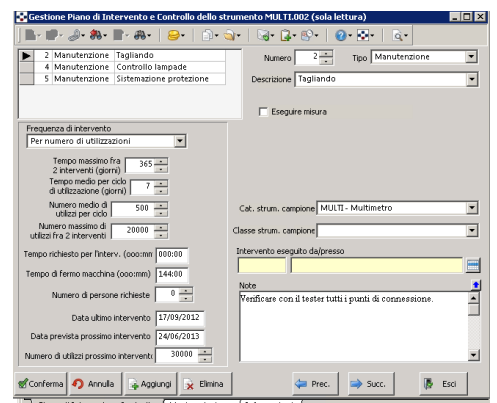 Gestione Piano di Intervento e Controllo dello strumento MULTI.002 (sola lettura)
2 Manutenzione Tagliando
4 Manutenzione Controllo lampade
5 Manutenzione Sistemazione protezione
Numero 2 Tipo Manutenzione
Descrizione Tagliando
Eseguire misura
Frequenza di intervento
Per numero di utilizzazioni
Tempo massimo fra
2 interventi (giorni) 365
Tempo medio per ciclo
di utilizzazione (giorni) 7
Numero medio di
utilizzi per ciclo 500
Numero massimo di
utilizzi fra 2 interventi 20000
Tempo richiesto per l'interv. (ooo:mm 000:00
Tempo di fermo macchina (ooo:mm) 144:00
Numero di persone richieste 0
Data ultimo intervento 17/09/2012
Data prevista prossimo intervento 24/06/2013
Numero di utilizzi prossimo intervento 30000
Cat. strum. campione MULTI - Multimetro
Classe strum. campione
Intervento eseguito da/presso
Note
Verificare con il tester tutti i punti di connessione.
Conferma Annulla Aggiungi Elimina Prec. Succ. Esci